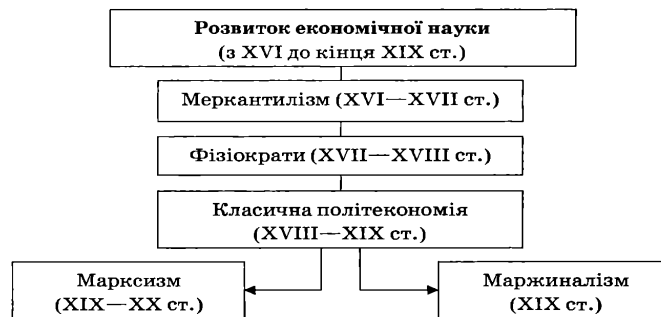 Розвиток економічної науки
(з XVI до кінця XIX ст.)
Меркантилізм (XVI—XVII ст.)
Фізіократи (XVII—XVIII ст.)
Класична політекономія
(XVIII—XIX ст.)
Марксизм
(XIX—XX ст.)
Маржиналізм
(XIX ст.)